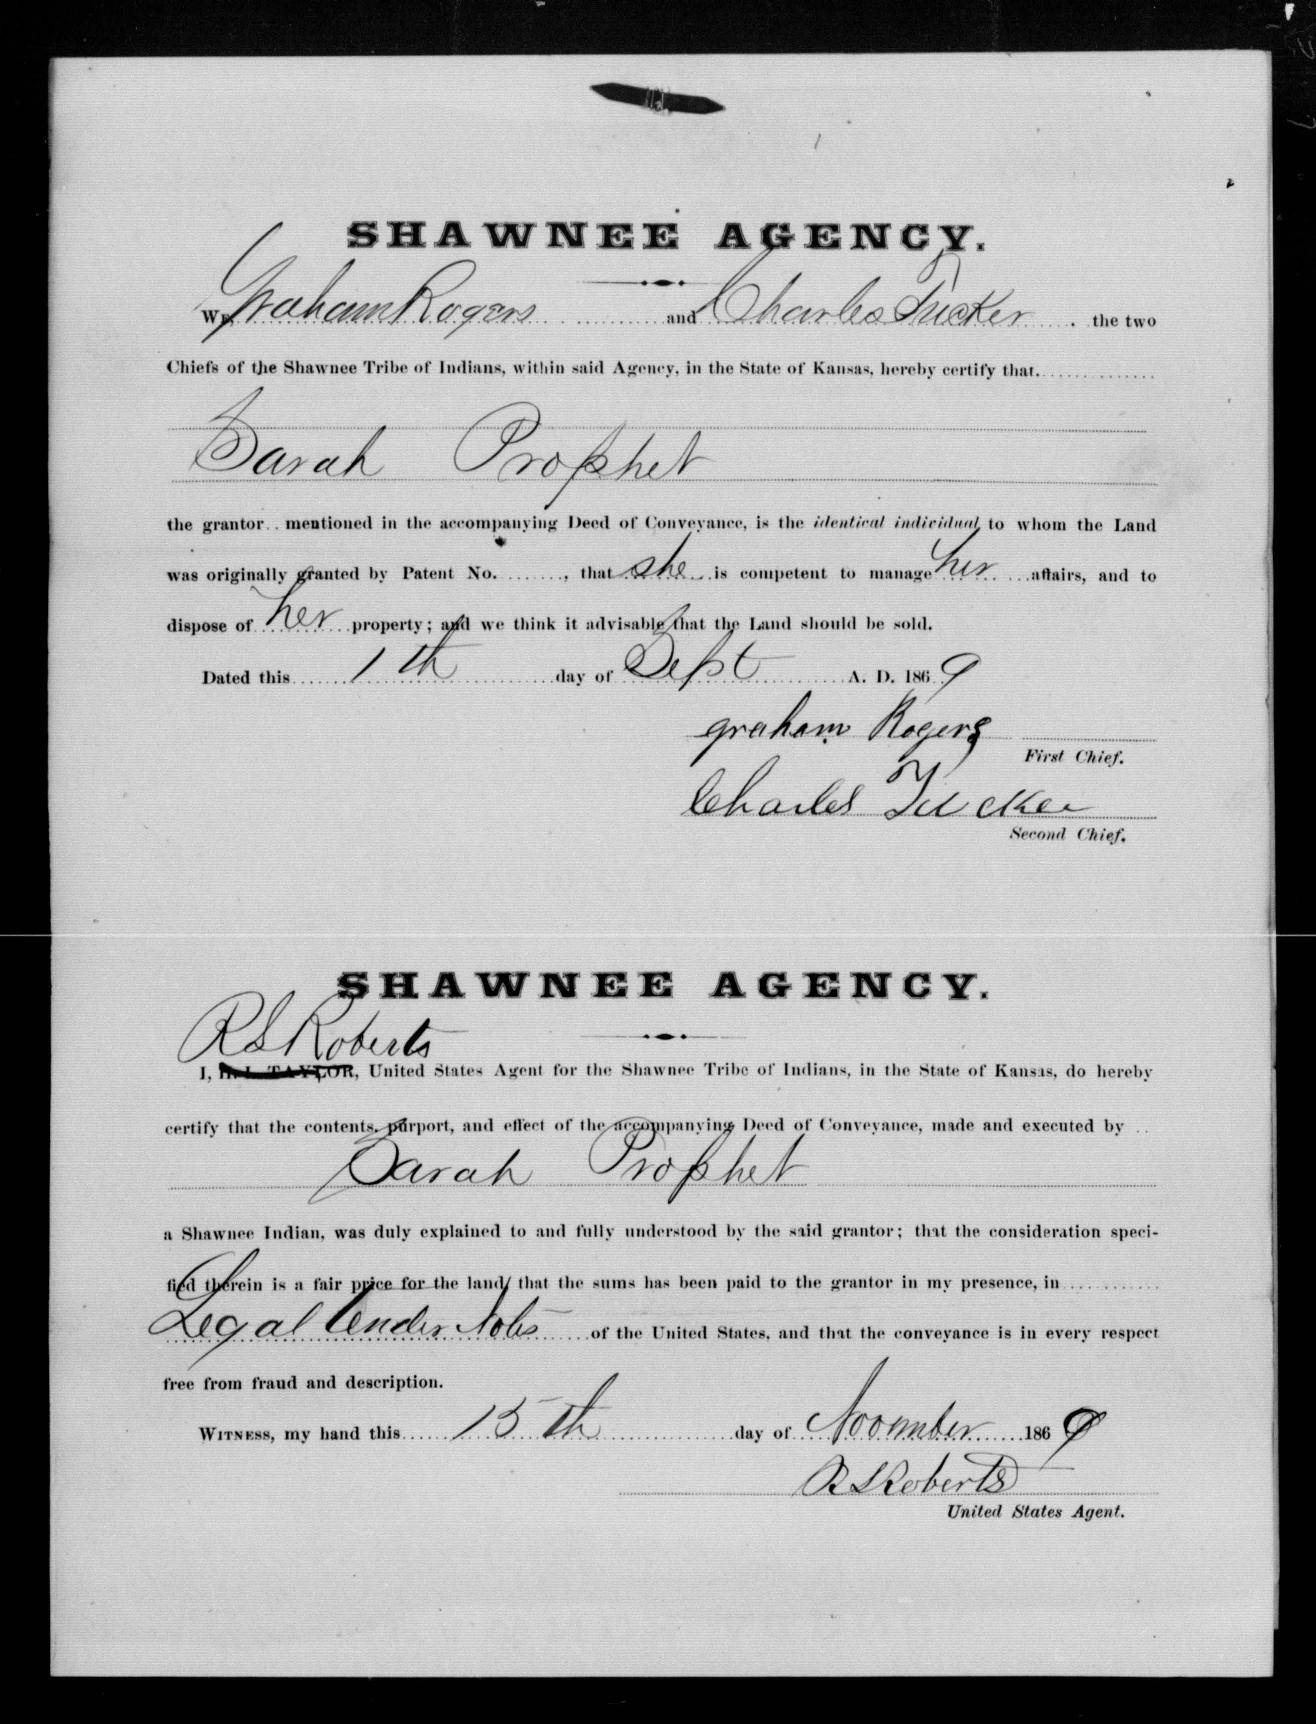 SHAWNEE AGENCY.
We, Graham Rogers and Charles Tucker the two
Chiefs of the Shawnee Tribe of Indians, within said Agency, in the State of Kansas, hereby certify that
Sarah Prophet
the grantor mentioned in the accompanying Deed of Conveyance, is the identical individual to whom the Land
was originally granted by Patent No. , that she is competent to manage her affairs, and to
dispose of her property; and we think it advisable that the Land should be sold.
Dated this 1th day of Sept A. D. 1869
graham Rogers
First Chief.
Charles Tucker
Second Chief.
SHAWNEE AGENCY.
R S Roberts
I, H. L. TAYLOR, United States Agent for the Shawnee Tribe of Indians, in the State of Kansas, do hereby
certify that the contents, purport, and effect of the accompanying Deed of Conveyance, made and executed by
Sarah Prophet
a Shawnee Indian, was duly explained to and fully understood by the said grantor; that the consideration speci-
fied therein is a fair price for the land, that the sums has been paid to the grantor in my presence, in
Legal tender Notes of the United States, and that the conveyance is in every respect
free from fraud and description.
WITNESS, my hand this 15th day of November 1869
R S Roberts
United States Agent.